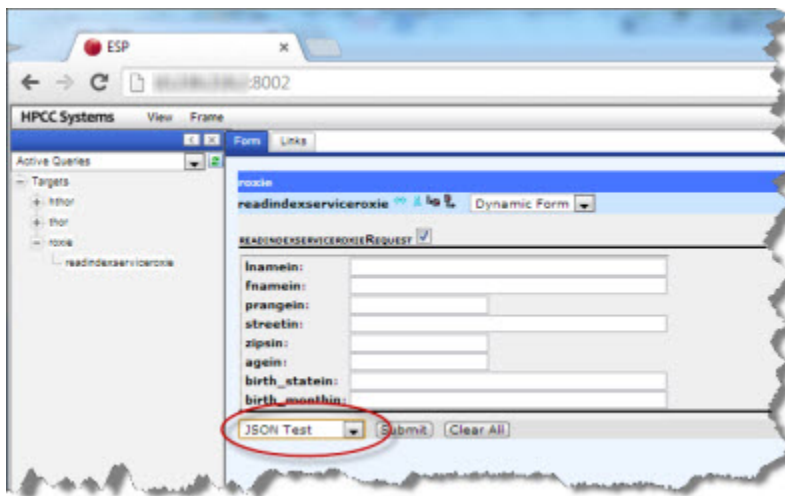 ESP
:8002
HPCC Systems View Frame
Form Links
Active Queries
Targets
hthor
thor
roxie
readindexserviceroxie
roxie
readindexserviceroxie Dynamic Form
READINDEXSERVICEROXIEREQUEST
lnamein:
fnamein:
prangein:
streetin:
zipsin:
agein:
birth_statein:
birth_monthin:
JSON Test Submit Clear All